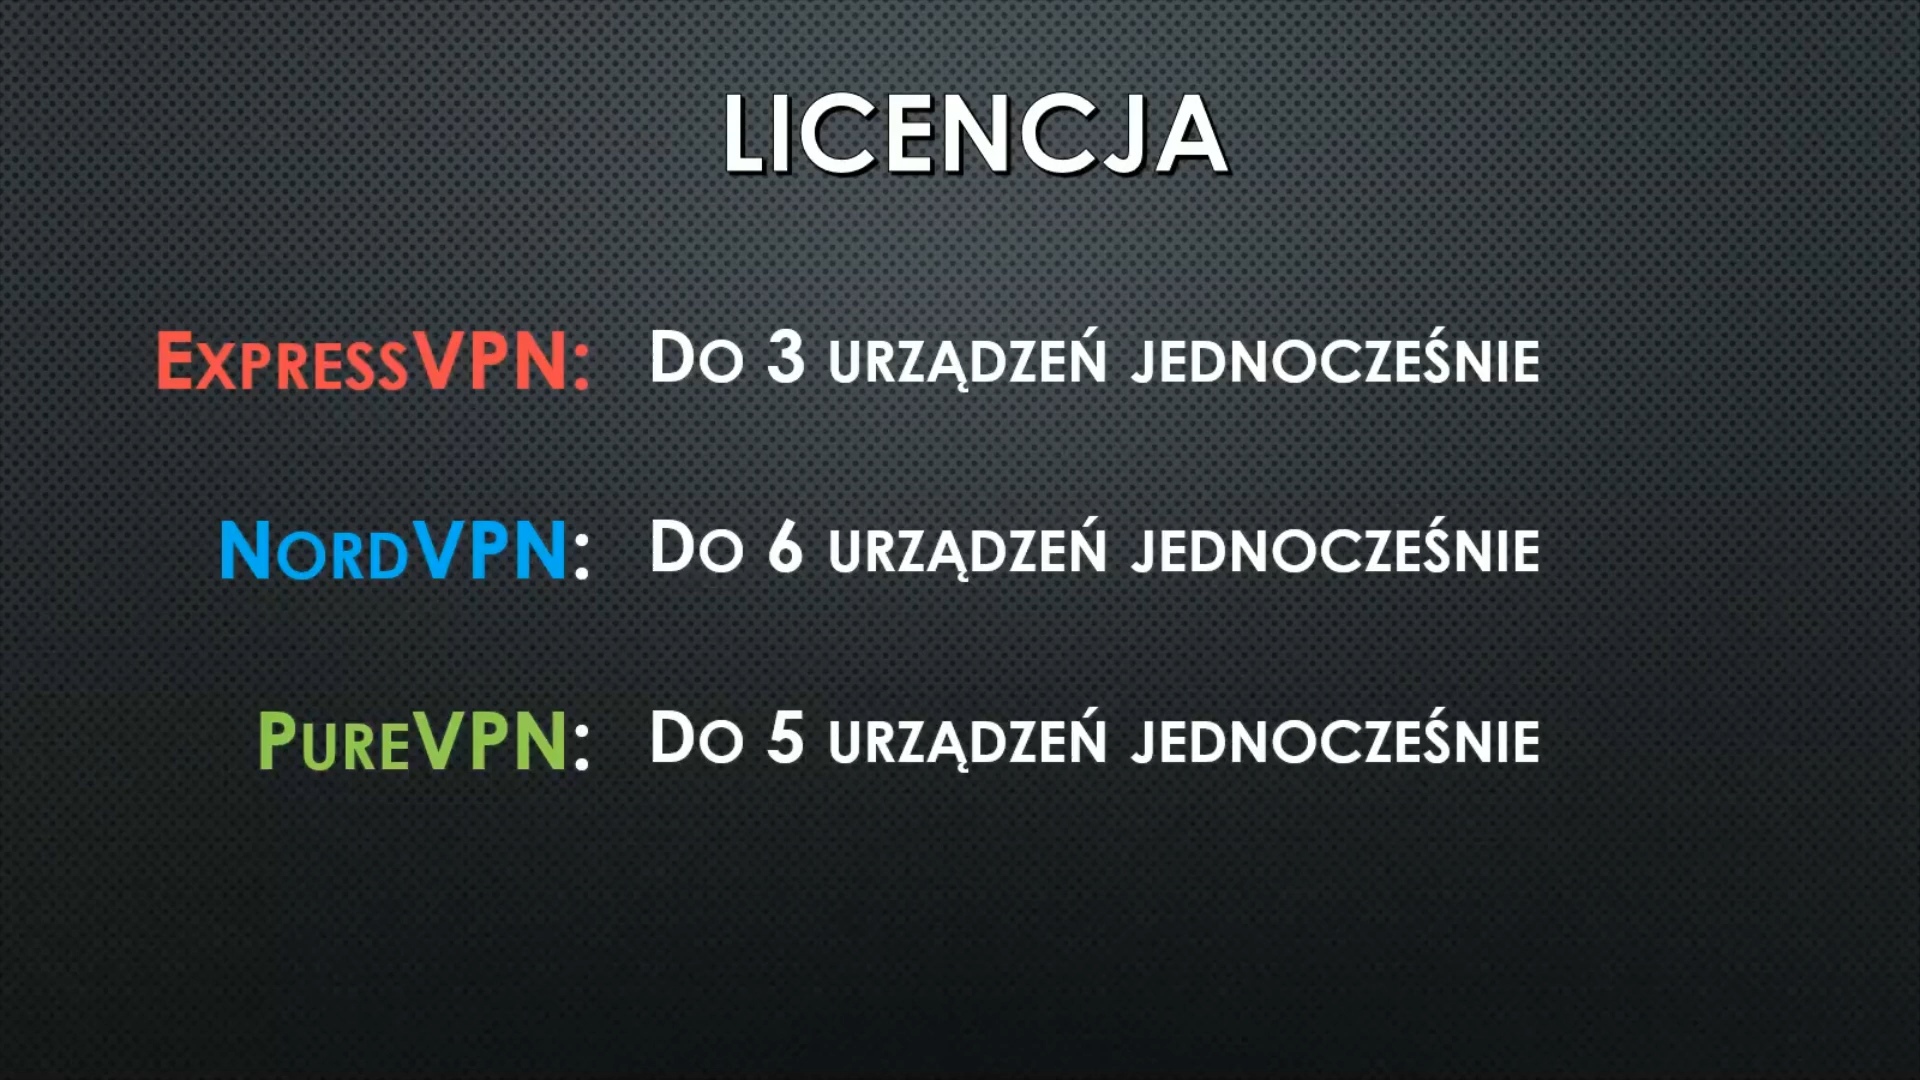 LICENCJA
ExpressVPN: Do 3 urządzeń jednocześnie
NordVPN: Do 6 urządzeń jednocześnie
PureVPN: Do 5 urządzeń jednocześnie